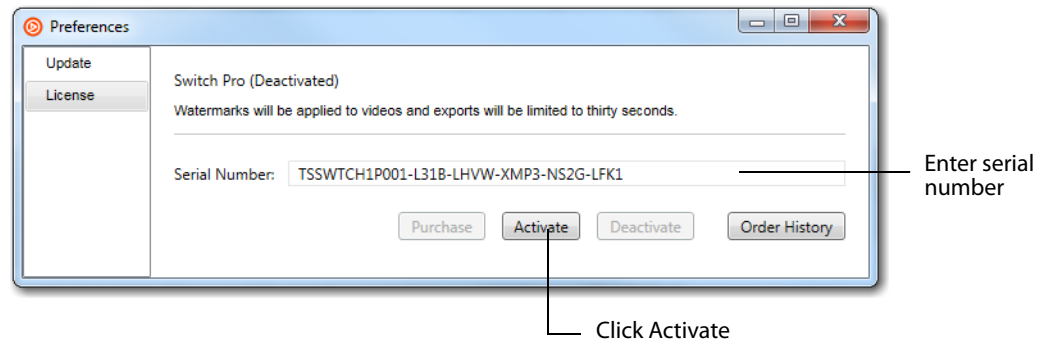 Preferences
Update
License
Switch Pro (Deactivated)
Watermarks will be applied to videos and exports will be limited to thirty seconds.
Serial Number: TSSWTCH1P001-L31B-LHVW-XMP3-NS2G-LFK1
Enter serial
number
Purchase Activate Deactivate Order History
Click Activate